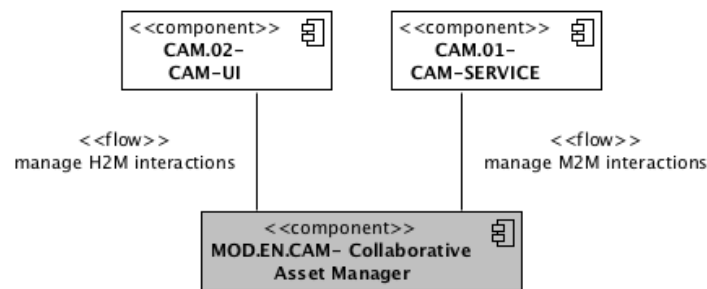 <<component>>
CAM.02-
CAM-UI
<<component>>
CAM.01-
CAM-SERVICE
<<flow>>
manage H2M interactions
<<flow>>
manage M2M interactions
<<component>>
MOD.EN.CAM- Collaborative
Asset Manager